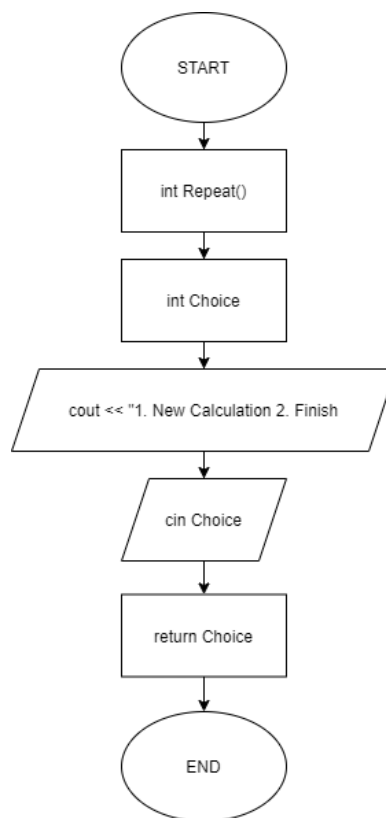 START
int Repeat()
int Choice
cout << "1. New Calculation 2. Finish
cin Choice
return Choice
END